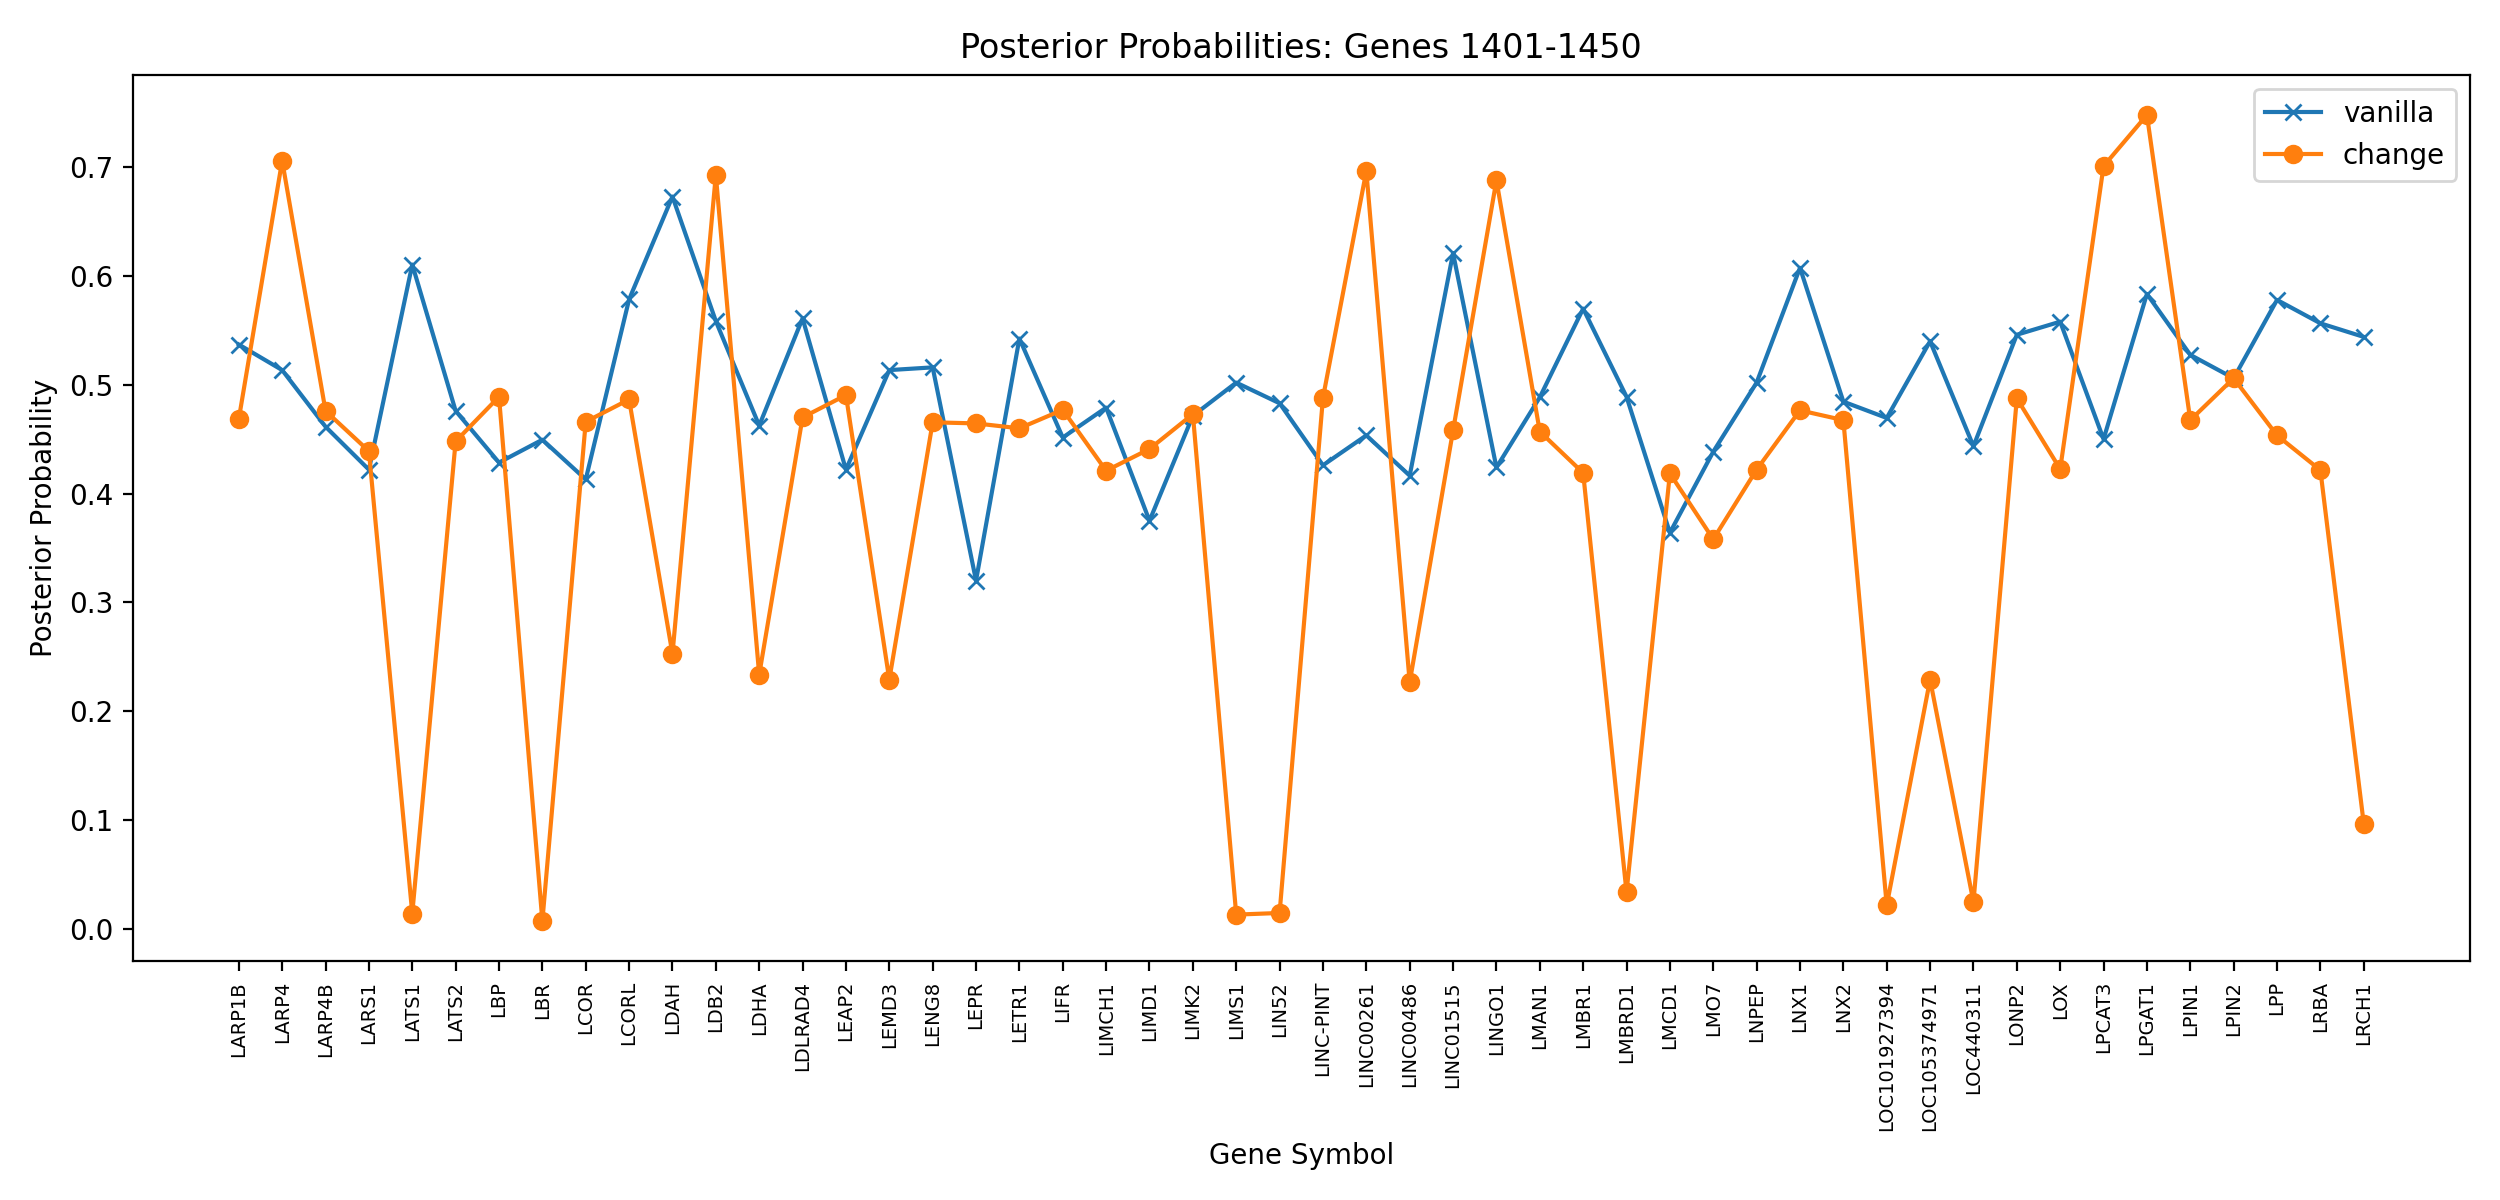 Posterior Probabilities: Genes 1401-1450
vanilla
change
Posterior Probability
0.7
0.6
0.5
0.4
0.3
0.2
0.1
0.0
LARP1B
LARP4
LARP4B
LARS1
LATS1
LATS2
LBP
LBR
LCOR
LCORL
LDAH
LDB2
LDHA
LDLRAD4
LEAP2
LEMD3
LENG8
LEPR
LETR1
LIFR
LIMCH1
LIMD1
LIMK2
LIMS1
LIN52
LINC-PINT
LINC00261
LINC00486
LINC01515
LINGO1
LMAN1
LMBR1
LMBRD1
LMCD1
LMO7
LNPEP
LNX1
LNX2
LOC101927394
LOC105374971
LOC440311
LONP2
LOX
LPCAT3
LPGAT1
LPIN1
LPIN2
LPP
LRBA
LRCH1
Gene Symbol